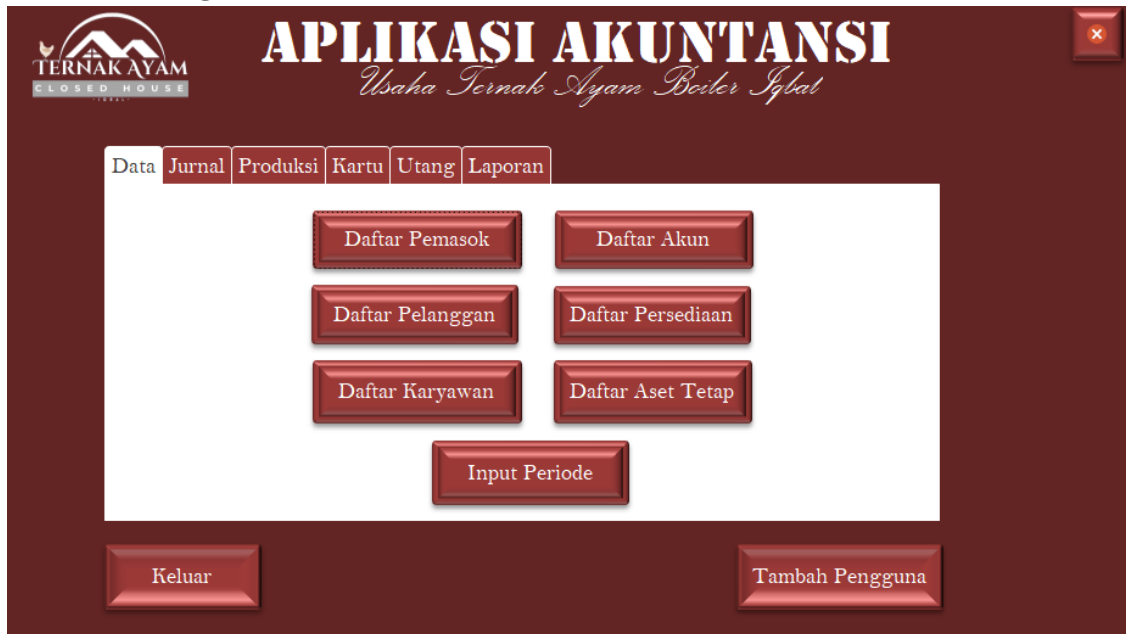 APLIKASI AKUNTANSI
Usaha Ternak Ayam Boiler Iqbal
TERNAK AYAM
CLOSED HOUSE
Data Jurnal Produksi Kartu Utang Laporan
Daftar Pemasok Daftar Akun
Daftar Pelanggan Daftar Persediaan
Daftar Karyawan Daftar Aset Tetap
Input Periode
Keluar Tambah Pengguna